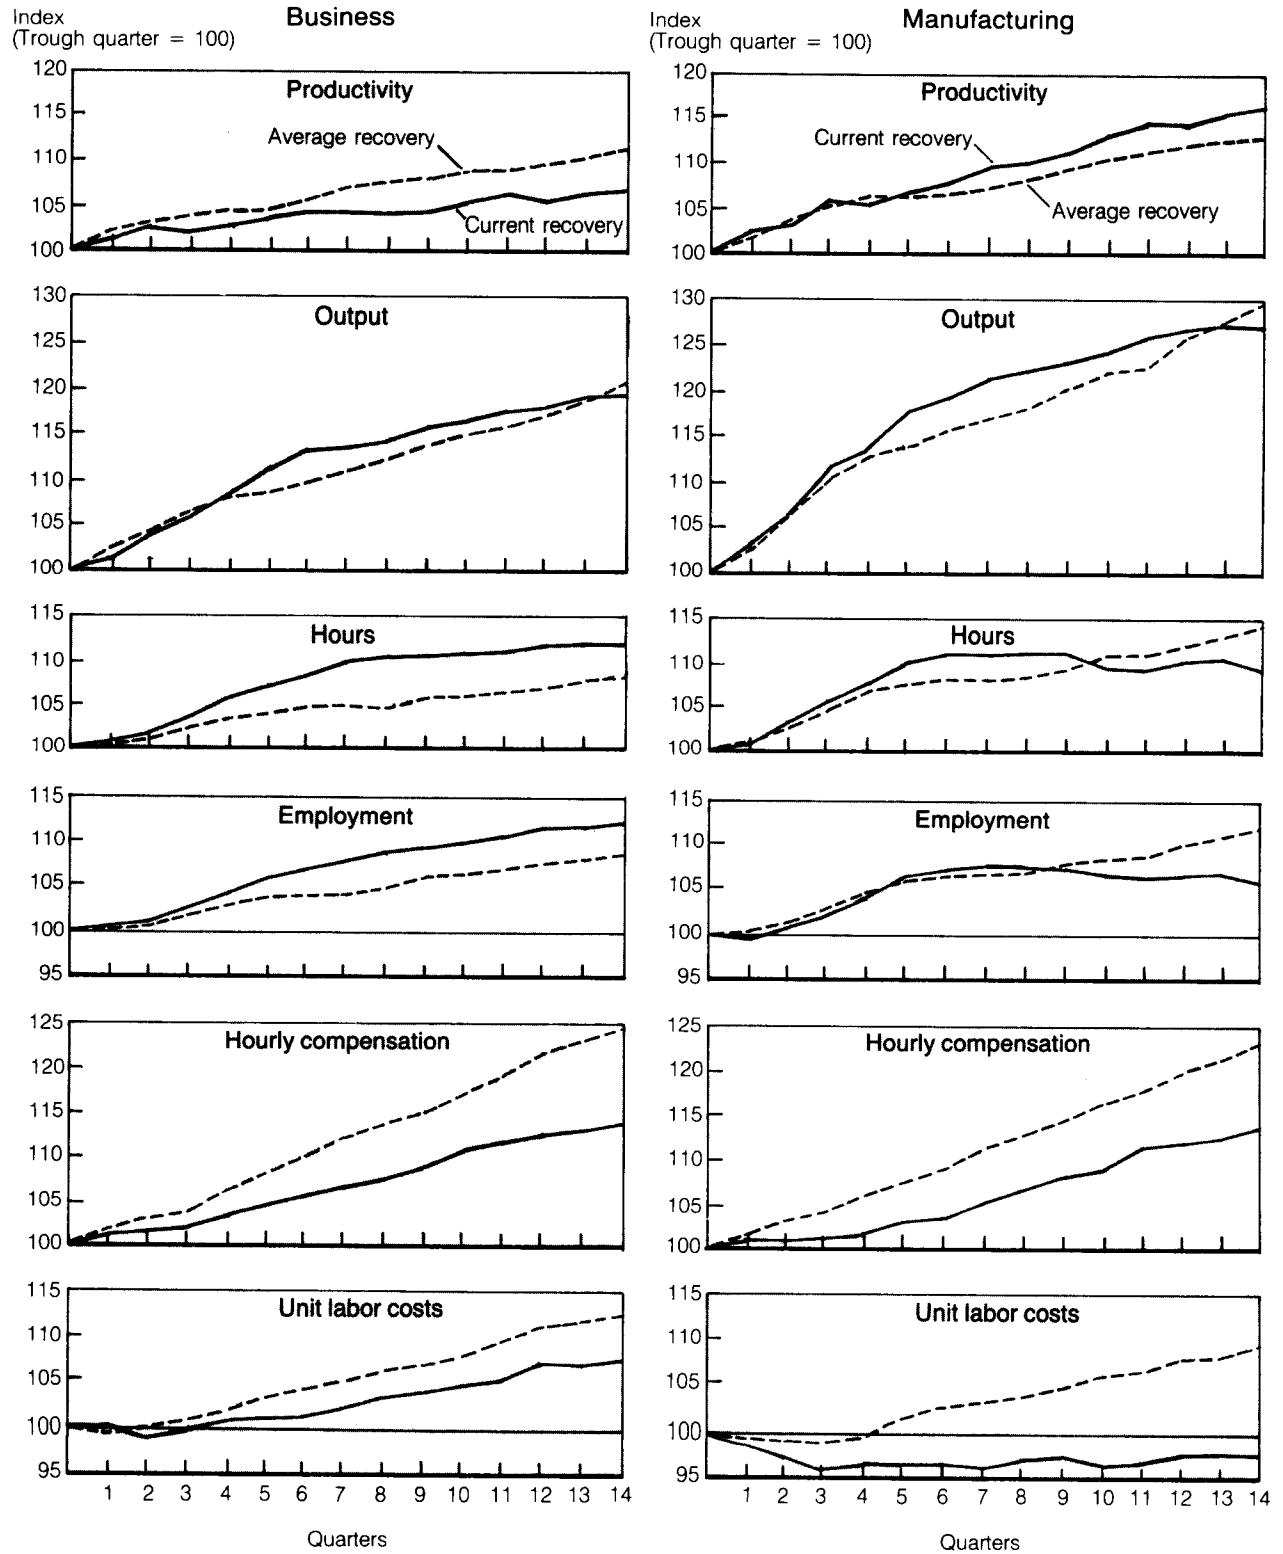 Business
Index
(Trough quarter = 100)
120
115
110
105
100
Productivity
Average recovery
Current recovery
130
125
120
115
110
105
100
Output
115
110
105
100
Hours
115
110
105
100
95
Employment
125
120
115
110
105
100
Hourly compensation
115
110
105
100
95
Unit labor costs
1 2 3 4 5 6 7 8 9 10 11 12 13 14
Quarters
Manufacturing
Index
(Trough quarter = 100)
120
115
110
105
100
Productivity
Current recovery
Average recovery
130
125
120
115
110
105
100
Output
115
110
105
100
Hours
115
110
105
100
95
Employment
125
120
115
110
105
100
Hourly compensation
115
110
105
100
95
Unit labor costs
1 2 3 4 5 6 7 8 9 10 11 12 13 14
Quarters